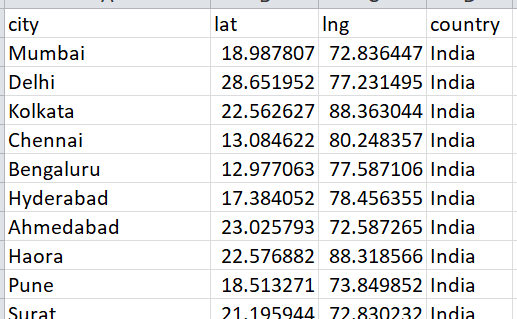 city lat lng country
Mumbai 18.987807 72.836447 India
Delhi 28.651952 77.231495 India
Kolkata 22.562627 88.363044 India
Chennai 13.084622 80.248357 India
Bengaluru 12.977063 77.587106 India
Hyderabad 17.384052 78.456355 India
Ahmedabad 23.025793 72.587265 India
Haora 22.576882 88.318566 India
Pune 18.513271 73.849852 India
Surat 21.195944 72.830232 India